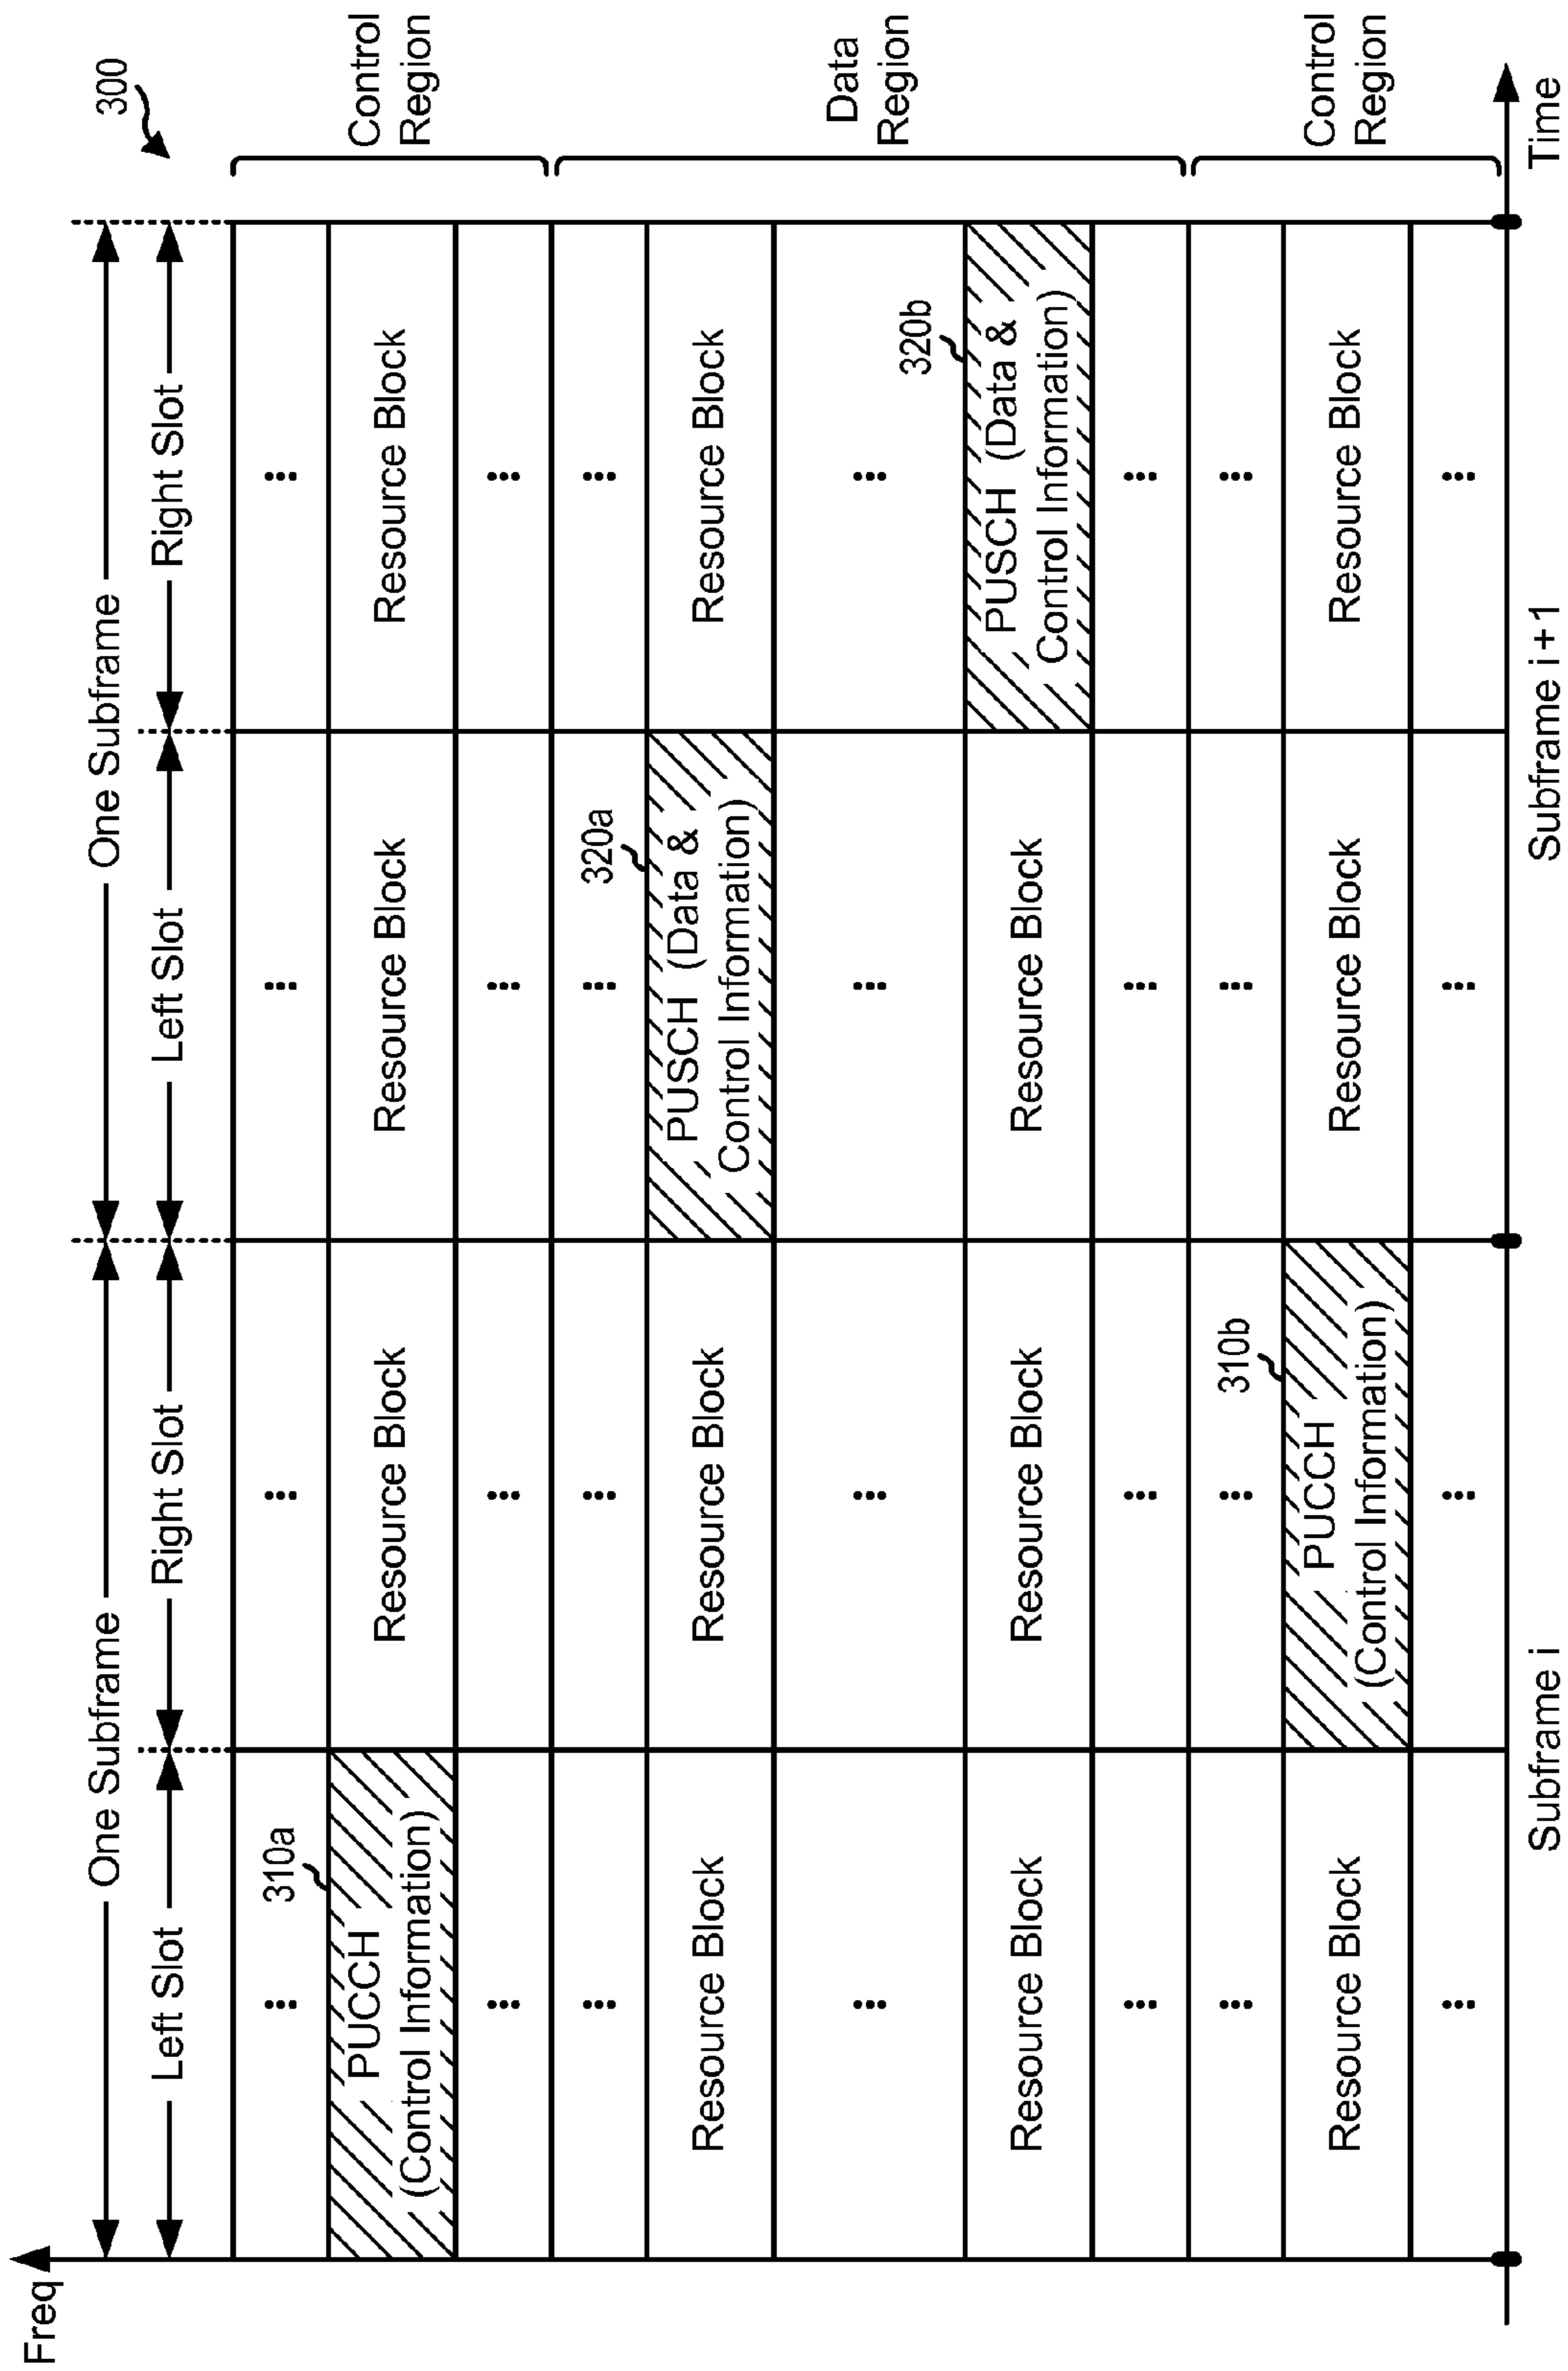 300
One Subframe
One Subframe
Left Slot
Right Slot
Left Slot
Right Slot
Freq
Control
Region
Data
Region
Control
Region
...
...
...
...
310a
PUCCH
(Control Information)
Resource Block
Resource Block
Resource Block
...
...
...
...
...
...
...
...
320a
Resource Block
Resource Block
PUSCH (Data &
Control Information)
Resource Block
...
...
...
...
320b
Resource Block
Resource Block
Resource Block
PUSCH (Data &
Control Information)
...
...
...
...
...
...
...
...
310b
Resource Block
PUCCH
(Control Information)
Resource Block
Resource Block
...
...
...
...
Time
Subframe i
Subframe i + 1